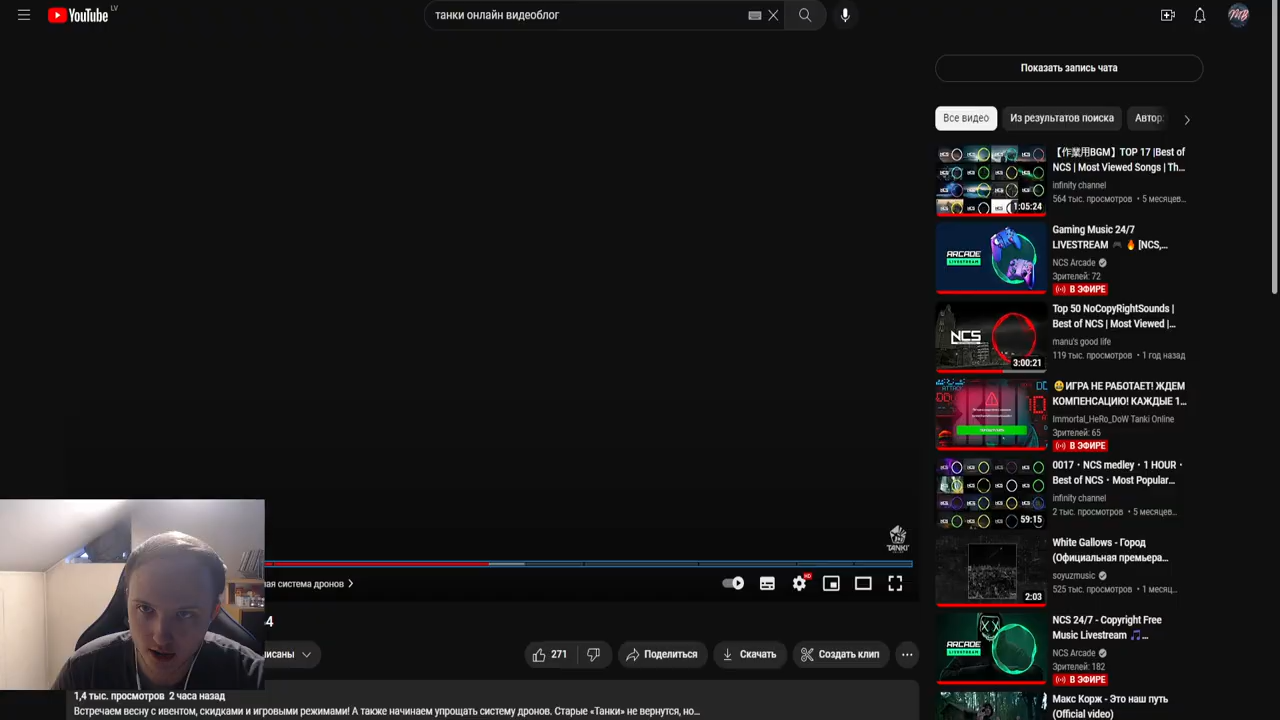 YouTube
LV
танки онлайн видеоблог
Показать запись чата
Все видео
Из результатов поиска
Автор:
【作業用BGM】TOP 17 |Best of
NCS | Most Viewed Songs | Th...
infinity channel
564 тыс. просмотров • 5 месяцев...
1:05:24
Gaming Music 24/7
LIVESTREAM 🎮 🔥 [NCS,...
NCS Arcade
Зрителей: 72
В ЭФИРЕ
ARCADE
LIVESTREAM
Top 50 NoCopyRightSounds |
Best of NCS | Most Viewed |...
manu's good life
119 тыс. просмотров • 1 год назад
NCS
3:00:21
😩ИГРА НЕ РАБОТАЕТ! ЖДЕМ
КОМПЕНСАЦИЮ! КАЖДЫЕ 1...
Immortal_HeRo_DoW Tanki Online
Зрителей: 65
В ЭФИРЕ
0017・NCS medley・1 HOUR・
Best of NCS・Most Popular...
infinity channel
2 тыс. просмотров • 5 месяцев...
59:15
White Gallows - Город
(Официальная премьера...
soyuzmusic
525 тыс. просмотров • 1 месяц...
2:03
NCS 24/7 - Copyright Free
Music Livestream 🎵...
NCS Arcade
Зрителей: 182
В ЭФИРЕ
ARCADE
LIVESTREAM
Макс Корж - Это наш путь
(Official video)
TANKI
ая система дронов
HD
4
исаны
271
Поделиться
Скачать
Создать клип
1,4 тыс. просмотров 2 часа назад
Встречаем весну с ивентом, скидками и игровыми режимами! А также начинаем упрощать систему дронов. Старые «Танки» не вернутся, но...